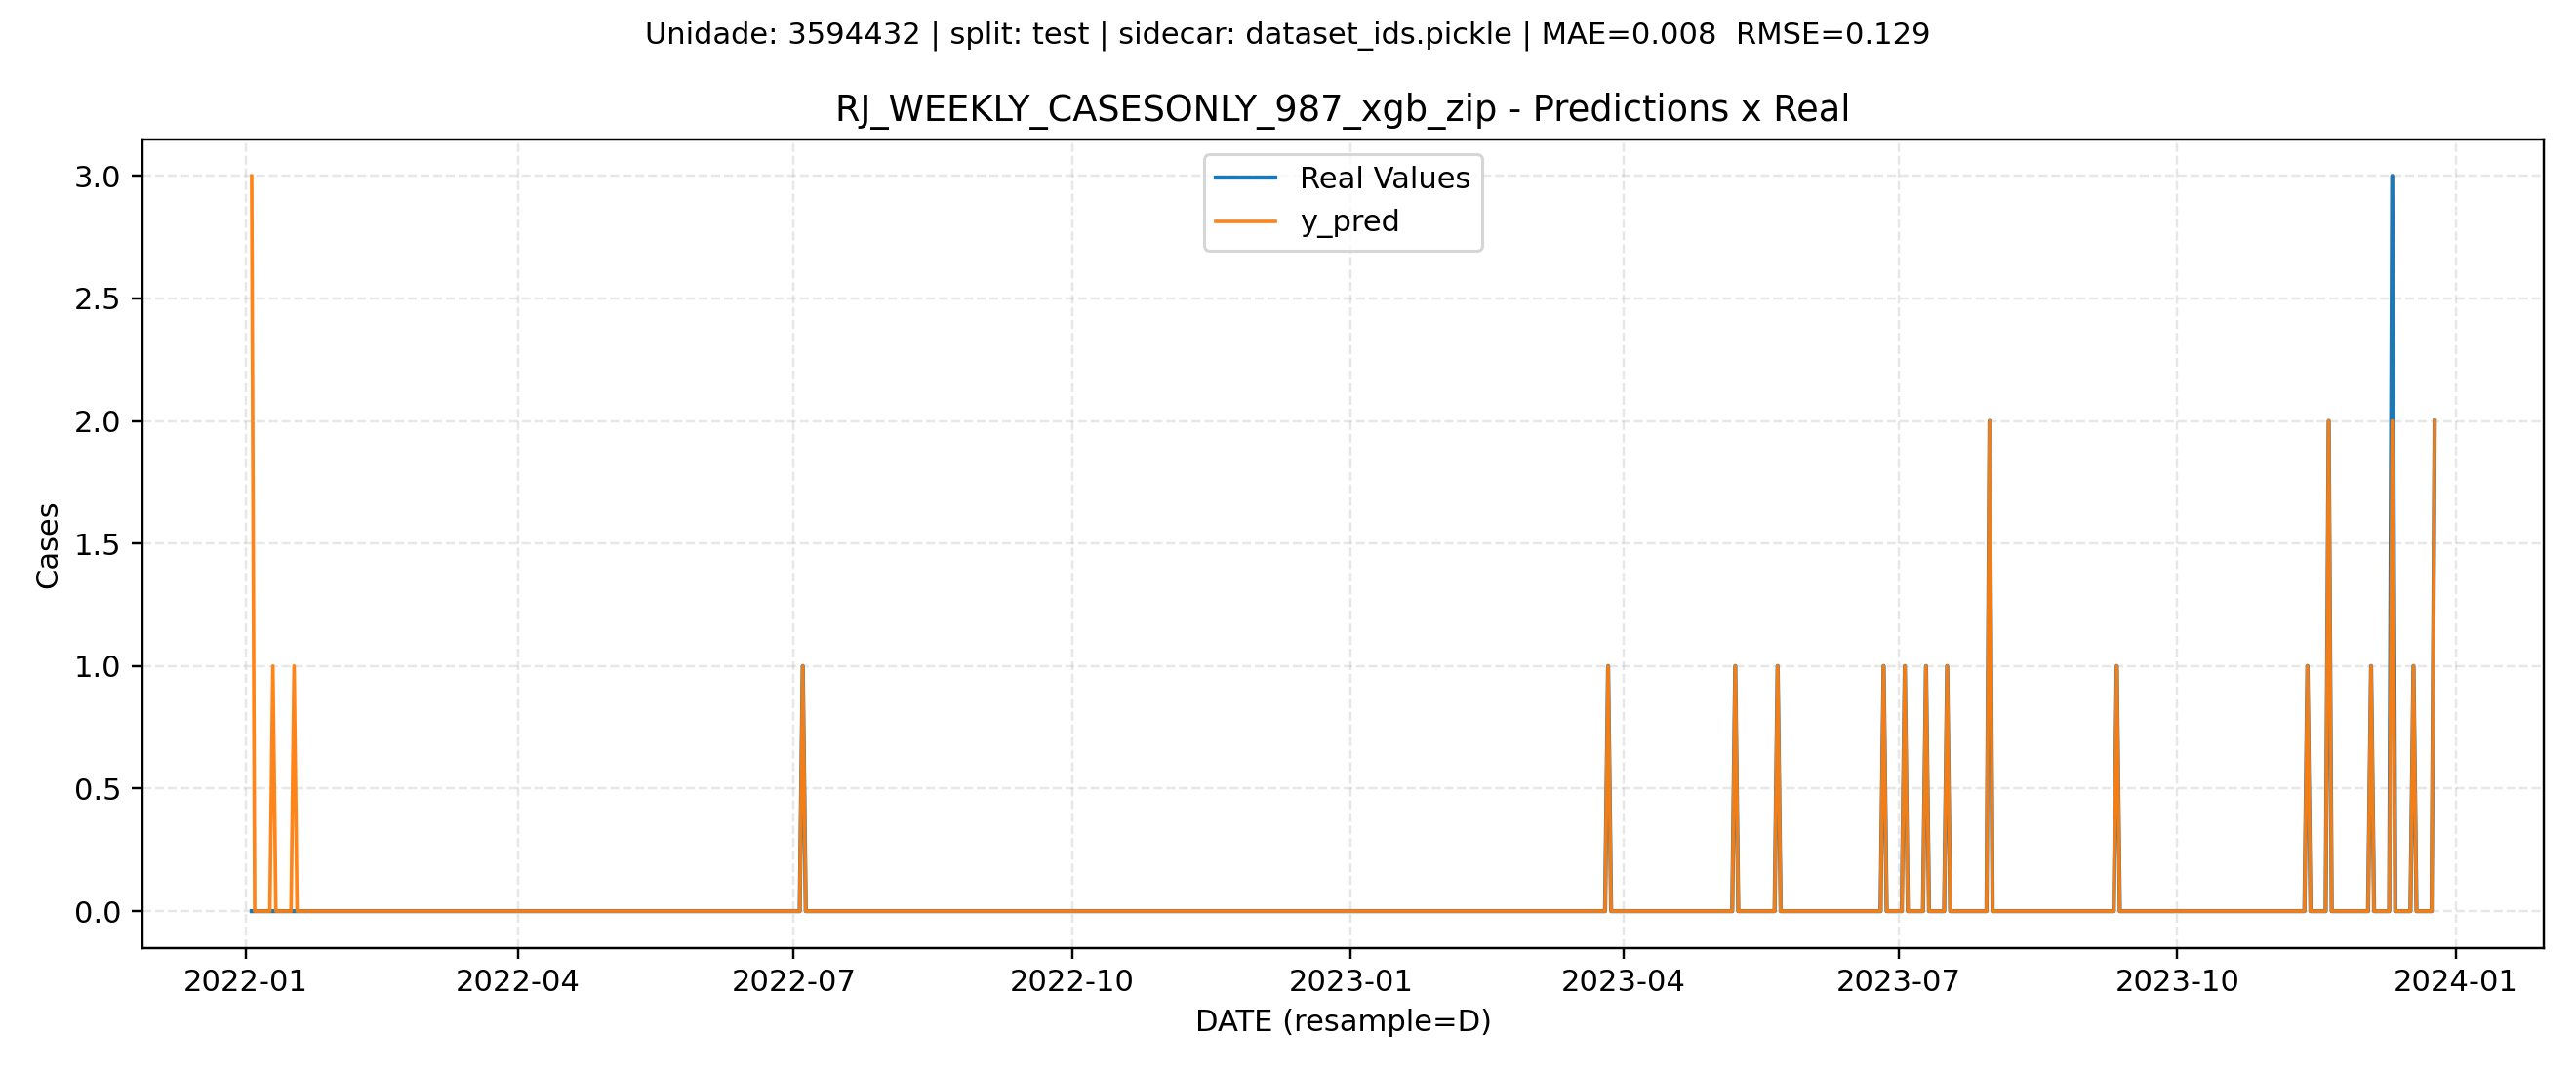 Unidade: 3594432 | split: test | sidecar: dataset_ids.pickle | MAE=0.008  RMSE=0.129
RJ_WEEKLY_CASESONLY_987_xgb_zip - Predictions x Real
Real Values
y_pred
3.0
2.5
2.0
1.5
1.0
0.5
0.0
Cases
2022-01
2022-04
2022-07
2022-10
2023-01
2023-04
2023-07
2023-10
2024-01
DATE (resample=D)